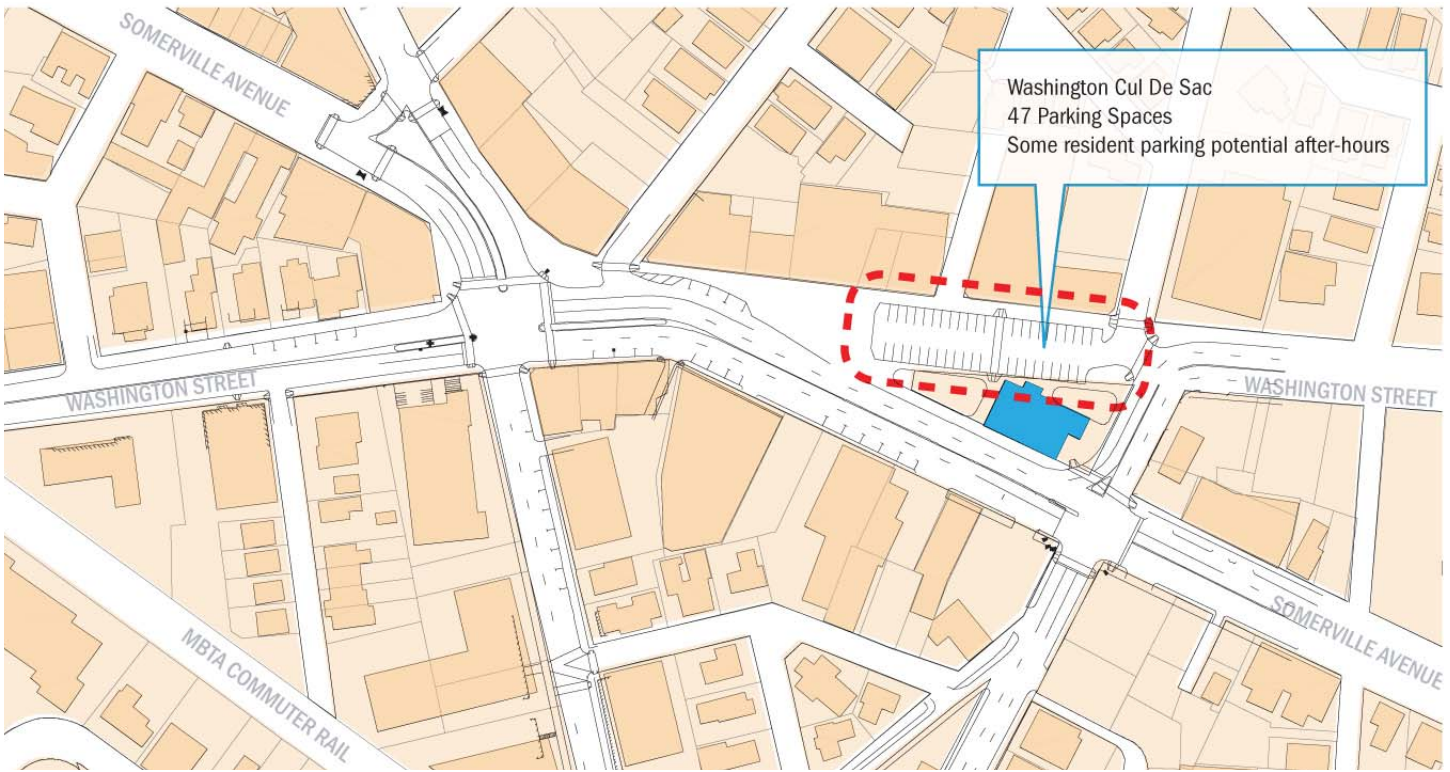 SOMERVILLE AVENUE
Washington Cul De Sac
47 Parking Spaces
Some resident parking potential after-hours
WASHINGTON STREET
WASHINGTON STREET
SOMERVILLE AVENUE
MBTA COMMUTER RAIL